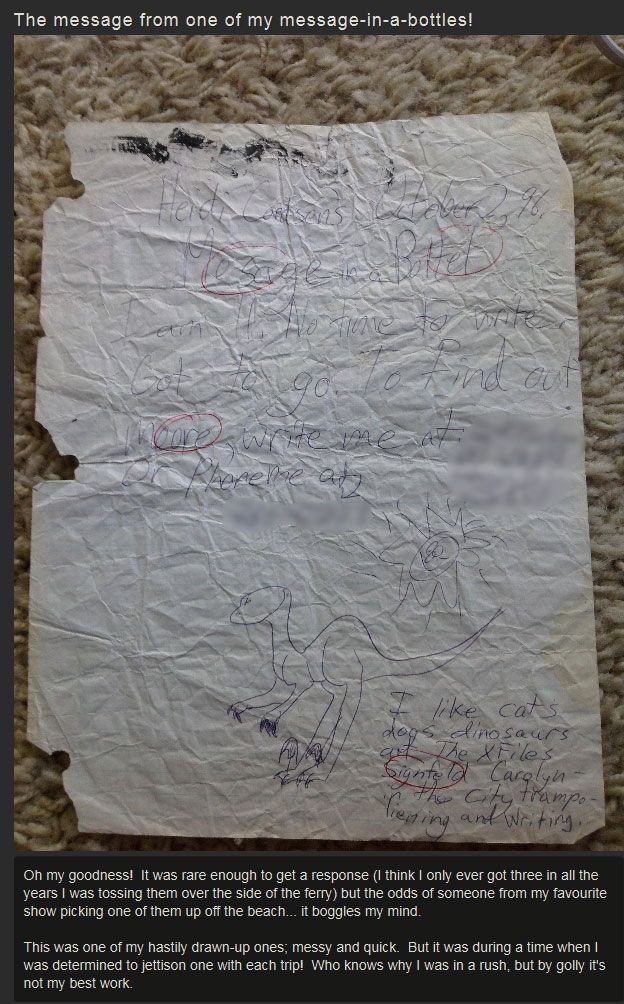 The message from one of my message-in-a-bottles!
Heidi October 2, 96,
Message in a Bottel
I am 11. No time to write.
Got to go. To find out
moore, write me at:
Or Phone me at
I like cats
dogs dinosaurs
art The X Files
Signfeld Carolyn-
in the City trampo-
liening and Writing.
Oh my goodness!  It was rare enough to get a response (I think I only ever got three in all the
years I was tossing them over the side of the ferry) but the odds of someone from my favourite
show picking one of them up off the beach... it boggles my mind.
This was one of my hastily drawn-up ones; messy and quick.  But it was during a time when I
was determined to jettison one with each trip!  Who knows why I was in a rush, but by golly it's
not my best work.